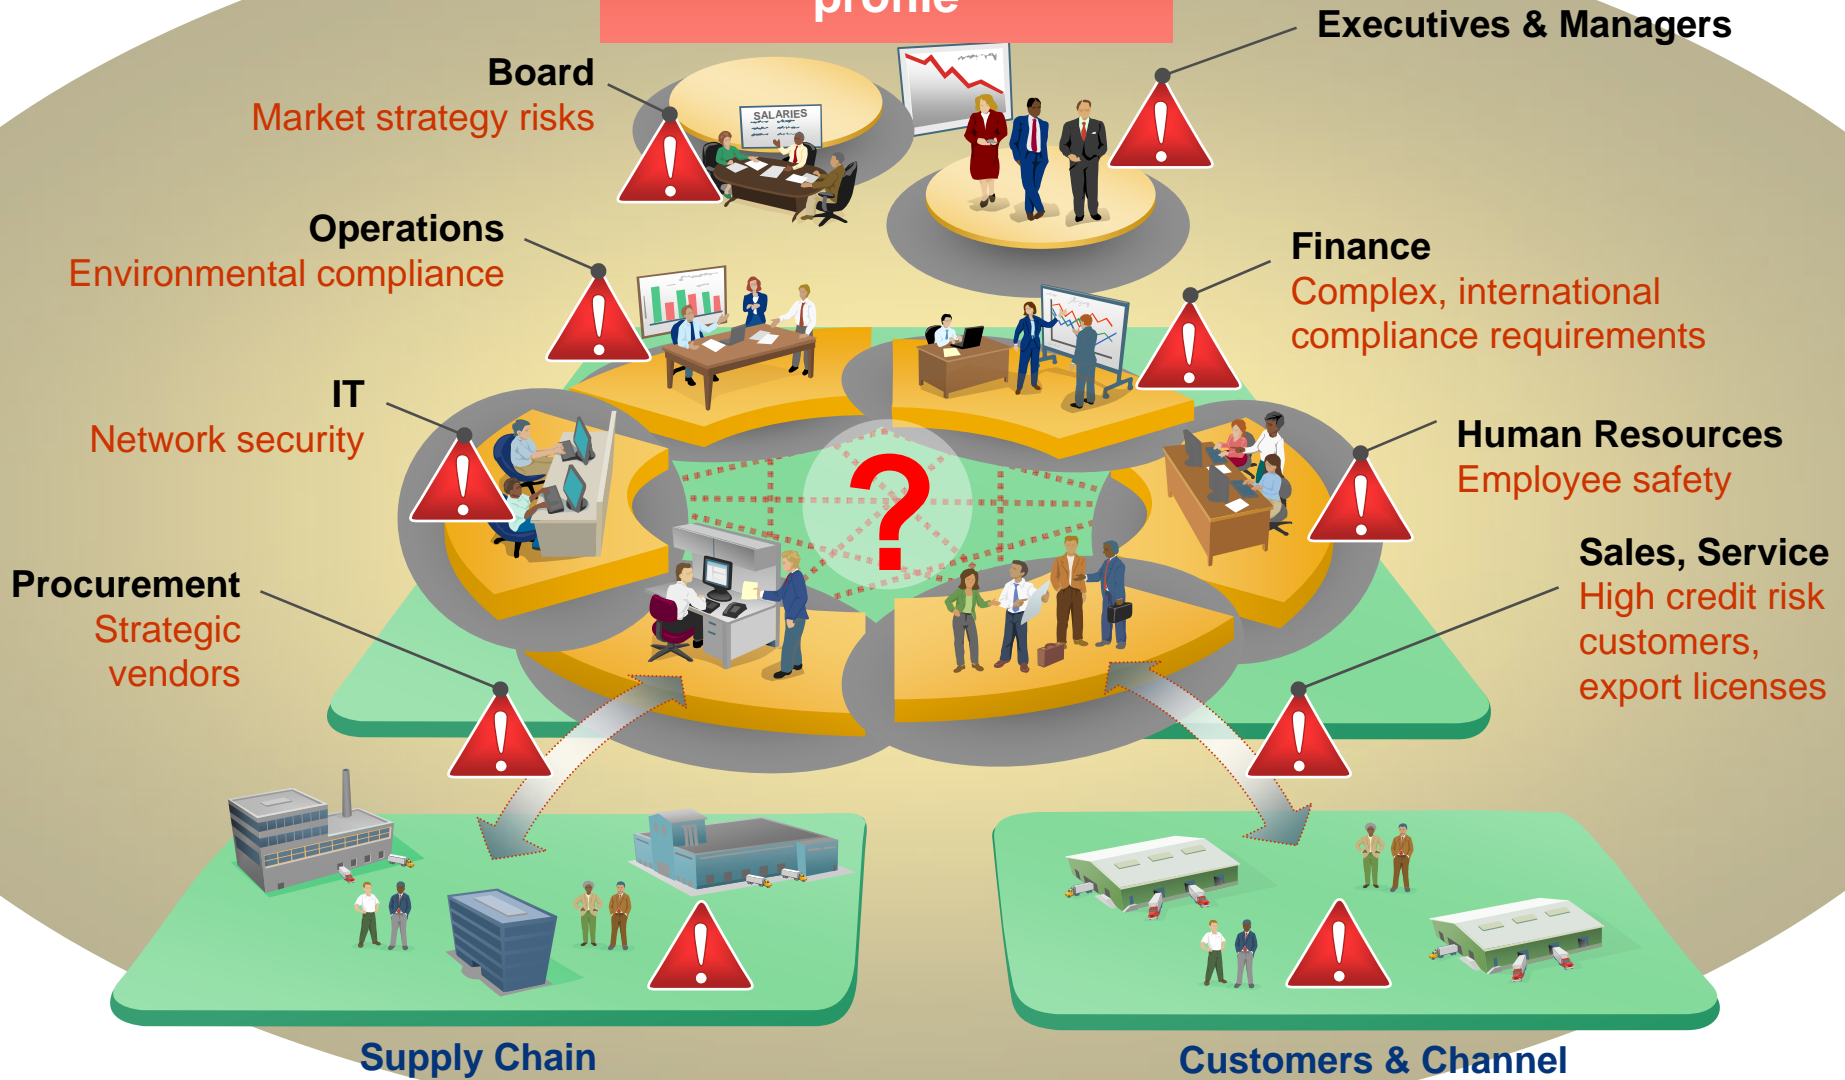 profile
Executives & Managers
Board
Market strategy risks
SALARIES
Operations
Environmental compliance
Finance
Complex, international
compliance requirements
IT
Network security
Human Resources
Employee safety
?
Procurement
Strategic
vendors
Sales, Service
High credit risk
customers,
export licenses
Supply Chain
Customers & Channel